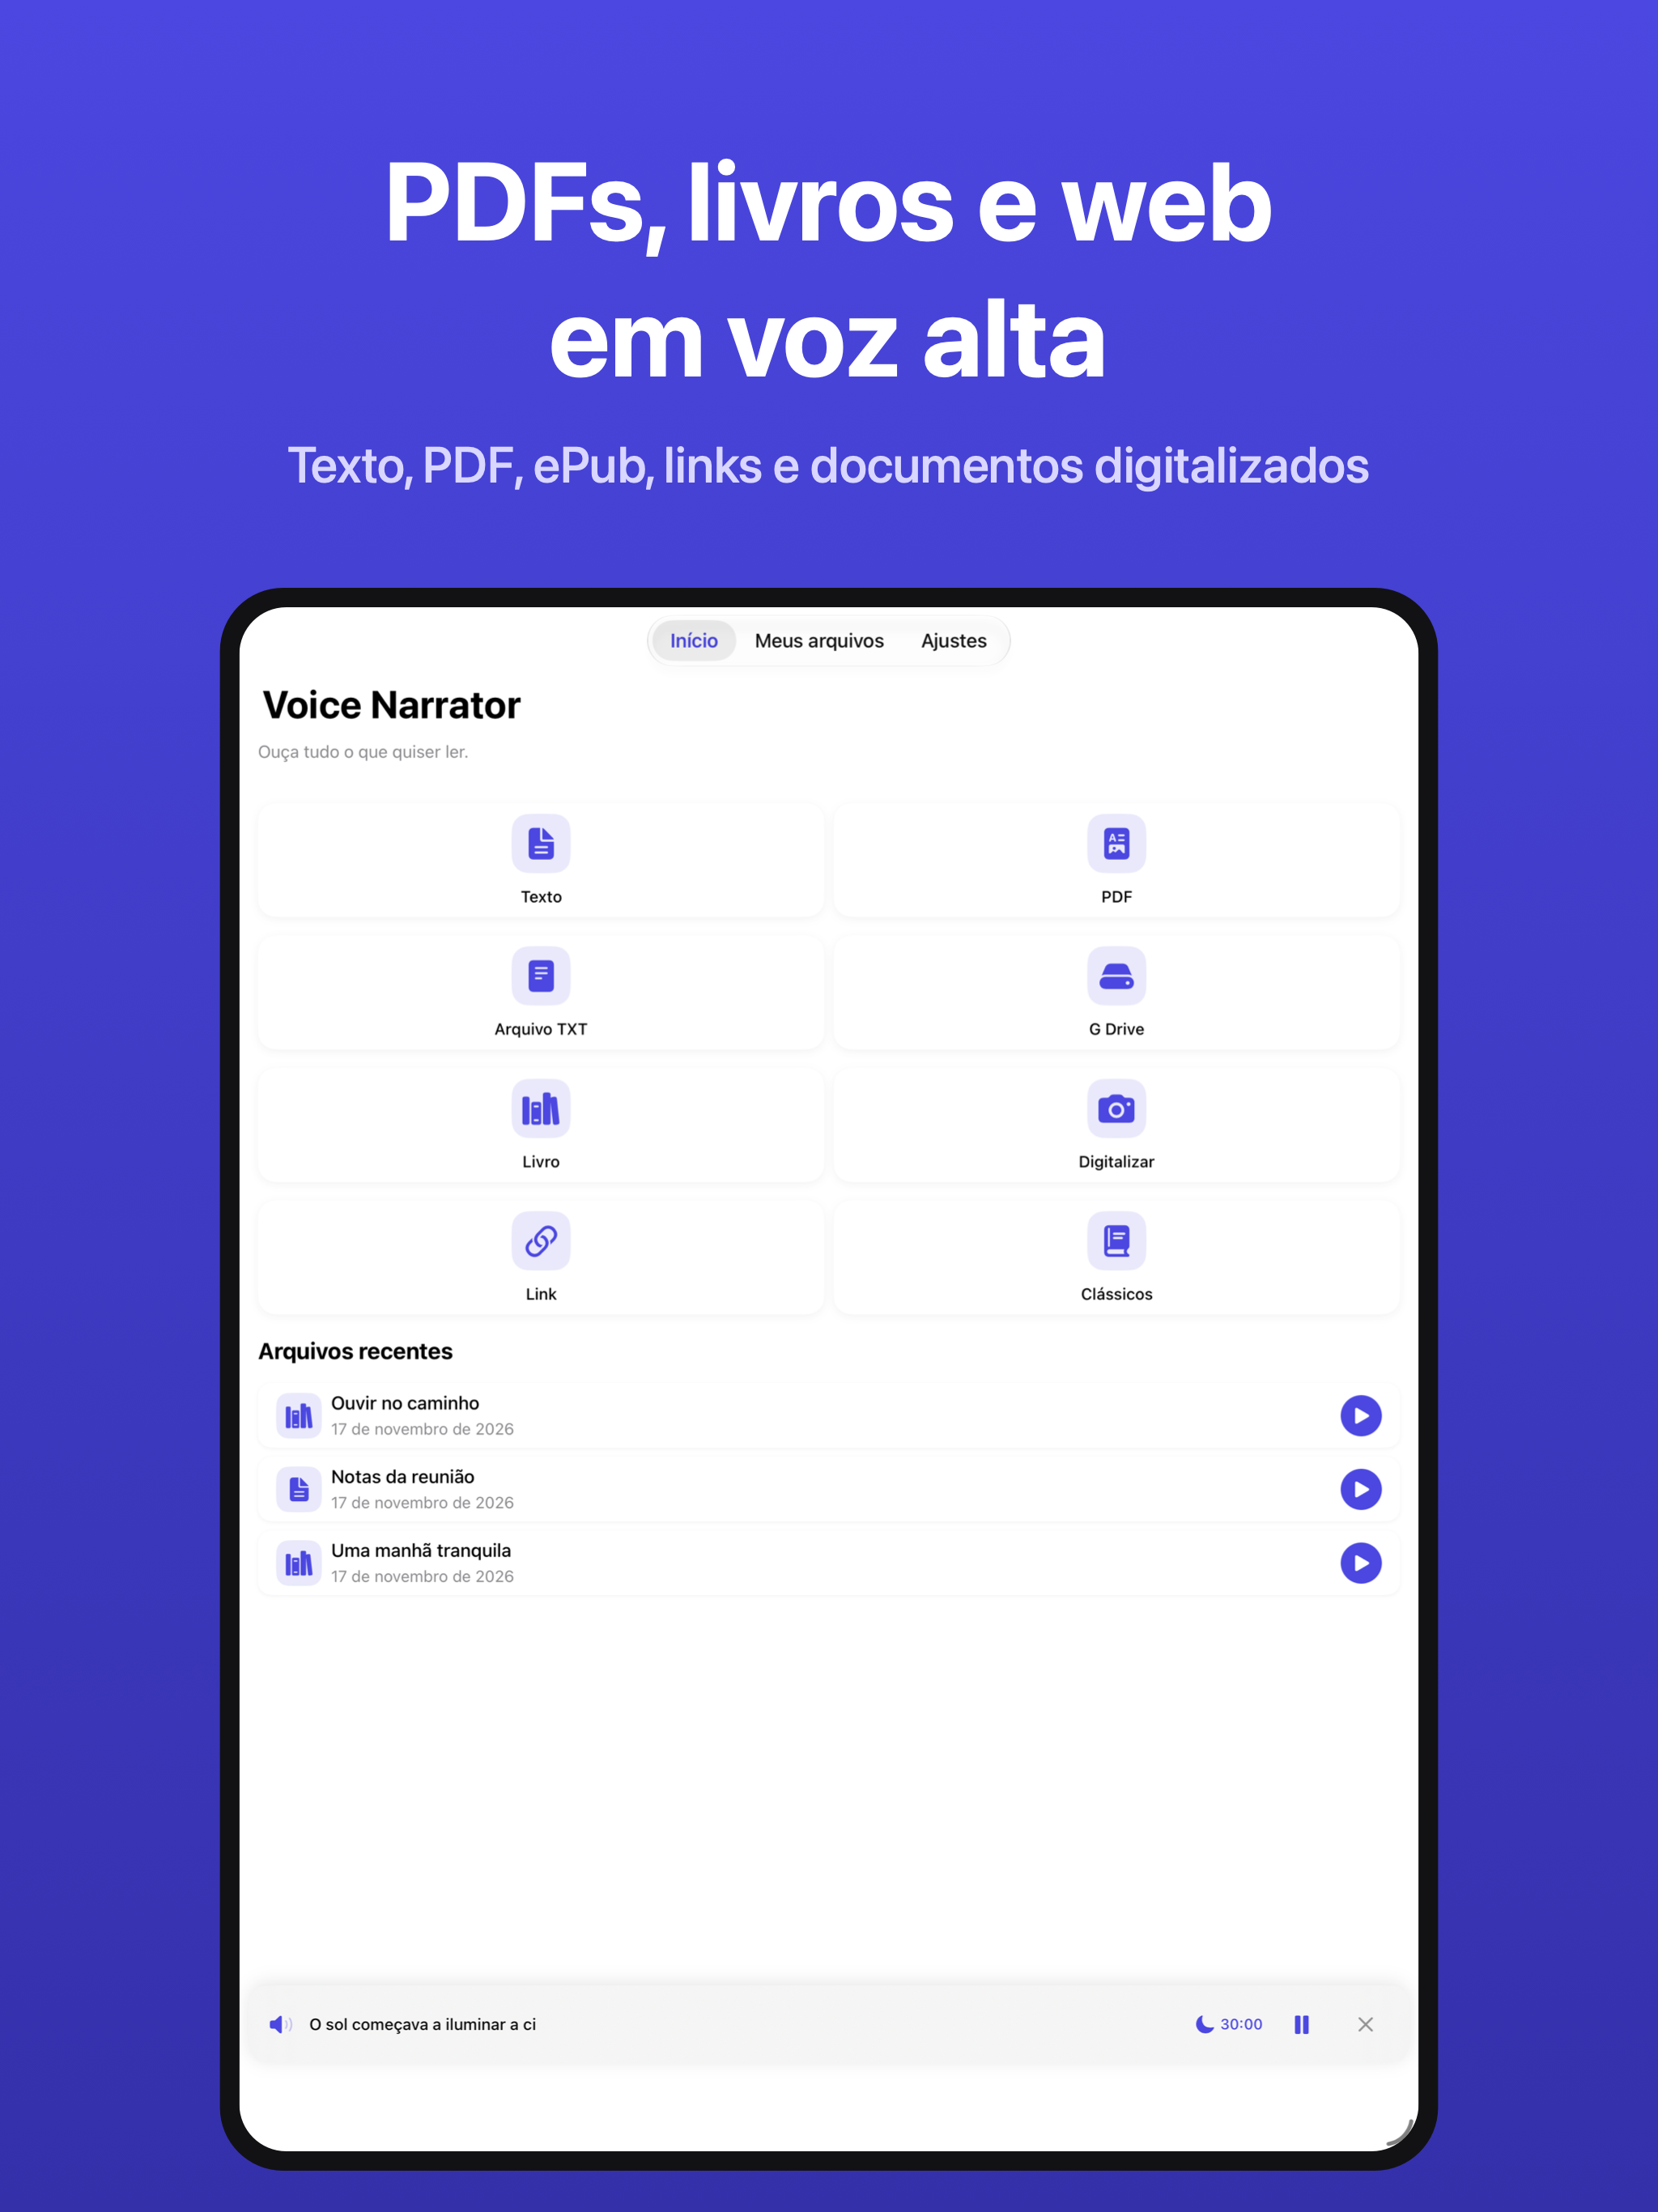 PDFs, livros e web
em voz alta
Texto, PDF, ePub, links e documentos digitalizados
Início Meus arquivos Ajustes
Voice Narrator
Ouça tudo o que quiser ler.
Texto PDF
Arquivo TXT G Drive
Livro Digitalizar
Link Clássicos
Arquivos recentes
Ouvir no caminho
17 de novembro de 2026
Notas da reunião
17 de novembro de 2026
Uma manhã tranquila
17 de novembro de 2026
O sol começava a iluminar a ci 30:00